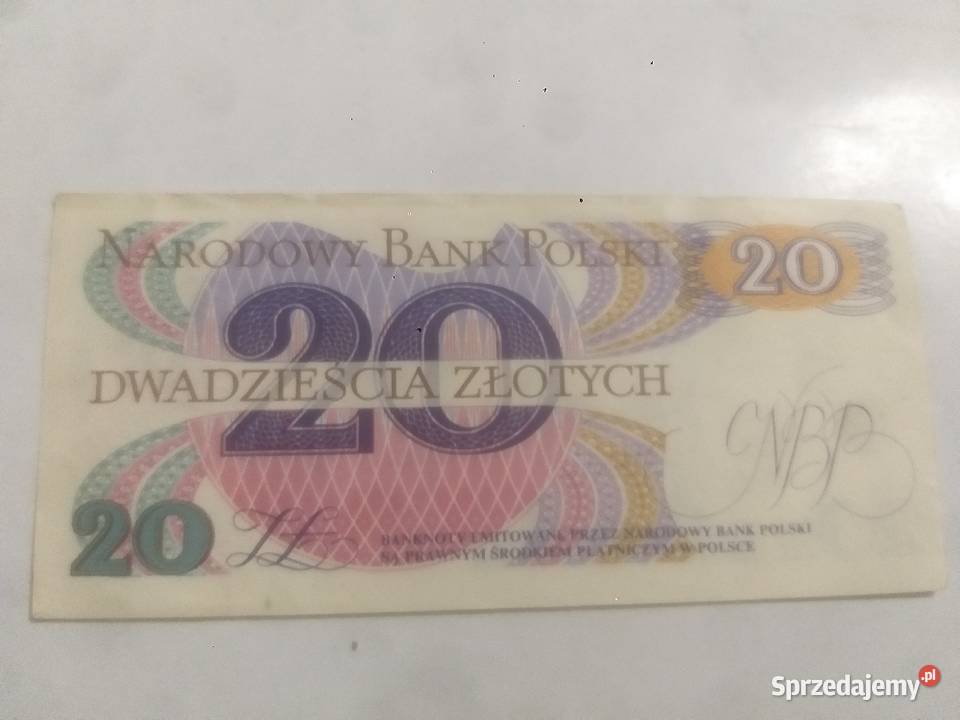 NARODOWY BANK POLSKI
20
20
DWADZIEŚCIA ZŁOTYCH
NBP
20 ZŁ
BANKNOTY EMITOWANE PRZEZ NARODOWY BANK POLSKI
SĄ PRAWNYM ŚRODKIEM PŁATNICZYM W POLSCE
Sprzedajemy.pl